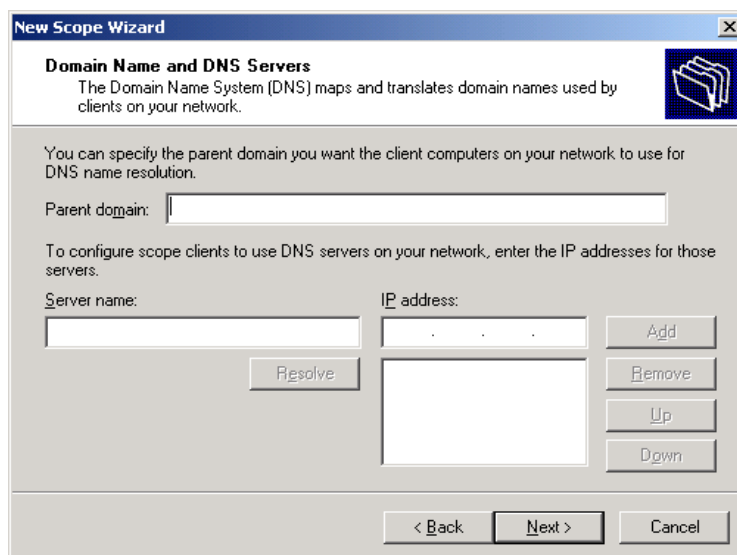 New Scope Wizard
Domain Name and DNS Servers
The Domain Name System (DNS) maps and translates domain names used by
clients on your network.
You can specify the parent domain you want the client computers on your network to use for
DNS name resolution.
Parent domain:
To configure scope clients to use DNS servers on your network, enter the IP addresses for those
servers.
Server name:
IP address:
. . .
Add
Resolve
Remove
Up
Down
< Back
Next >
Cancel